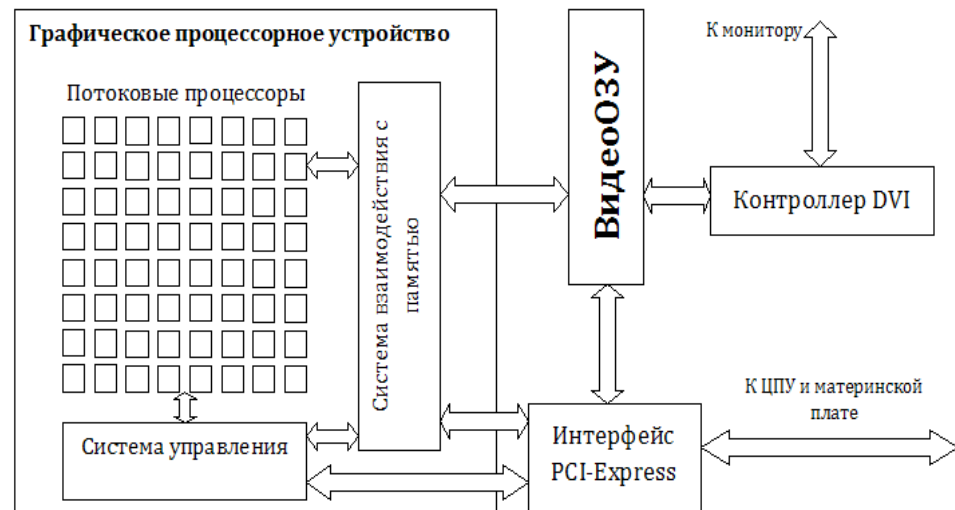 Графическое процессорное устройство
Потоковые процессоры
Система взаимодействия с
памятью
Система управления
ВидеоОЗУ
К монитору
Контроллер DVI
К ЦПУ и материнской
плате
Интерфейс
PCI-Express